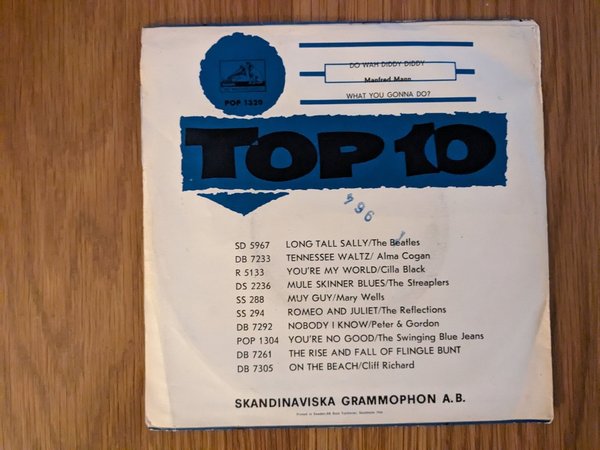 DO WAH DIDDY DIDDY
Manfred Mann
WHAT YOU GONNA DO?
POP 1320
TOP 10
1964
SD 5967 LONG TALL SALLY/The Beatles
DB 7233 TENNESSEE WALTZ/ Alma Cogan
R 5133 YOU'RE MY WORLD/Cilla Black
DS 2236 MULE SKINNER BLUES/The Streaplers
SS 288 MUY GUY/Mary Wells
SS 294 ROMEO AND JULIET/The Reflections
DB 7292 NOBODY I KNOW/Peter & Gordon
POP 1304 YOU'RE NO GOOD/The Swinging Blue Jeans
DB 7261 THE RISE AND FALL OF FLINGLE BUNT
DB 7305 ON THE BEACH/Cliff Richard
SKANDINAVISKA GRAMMOPHON A.B.